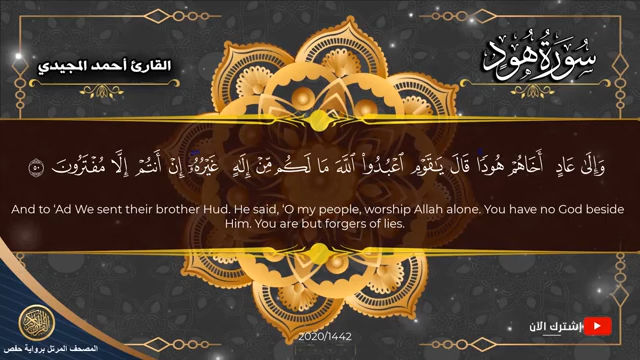 القارئ أحمد المجيدي
سورة هود
وَإِلَىٰ عَادٍ أَخَاهُمْ هُودًا ۚ قَالَ يَـٰقَوْمِ ٱعْبُدُوا۟ ٱللَّهَ مَا لَكُم مِّنْ إِلَـٰهٍ غَيْرُهُۥٓ ۖ إِنْ أَنتُمْ إِلَّا مُفْتَرُونَ ٥٠
And to ‘Ad We sent their brother Hud. He said, ‘O my people, worship Allah alone. You have no God beside
Him. You are but forgers of lies.
2020/1442
إشترك الآن
المصحف المرتل برواية حفص